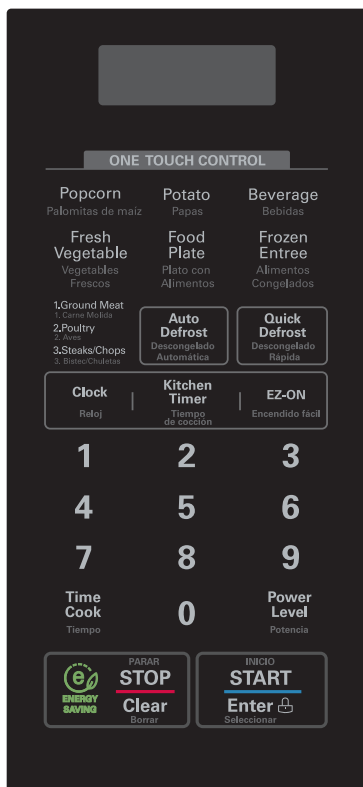 ONE TOUCH CONTROL
Popcorn Potato Beverage
Palomitas de maiz Papas Bebidas
Fresh Food Frozen
Vegetable Plate Entree
Vegetables Plato con Alimentos
Frescos Alimentos Congelados
1.Ground Meat
1. Carne Molida
2.Poultry
2. Aves
3.Steaks/Chops
3. Bistec/Chuletas
Auto
Defrost
Descongelado
Automática
Quick
Defrost
Descongelado
Rápida
Clock
Reloj
Kitchen
Timer
Tiempo
de cocción
EZ-ON
Encendido fácil
1 2 3
4 5 6
7 8 9
Time
Cook
Tiempo
0
Power
Level
Potencia
e
ENERGY
SAVING
PARAR
STOP
Clear
Borrar
INICIO
START
Enter
Seleccionar